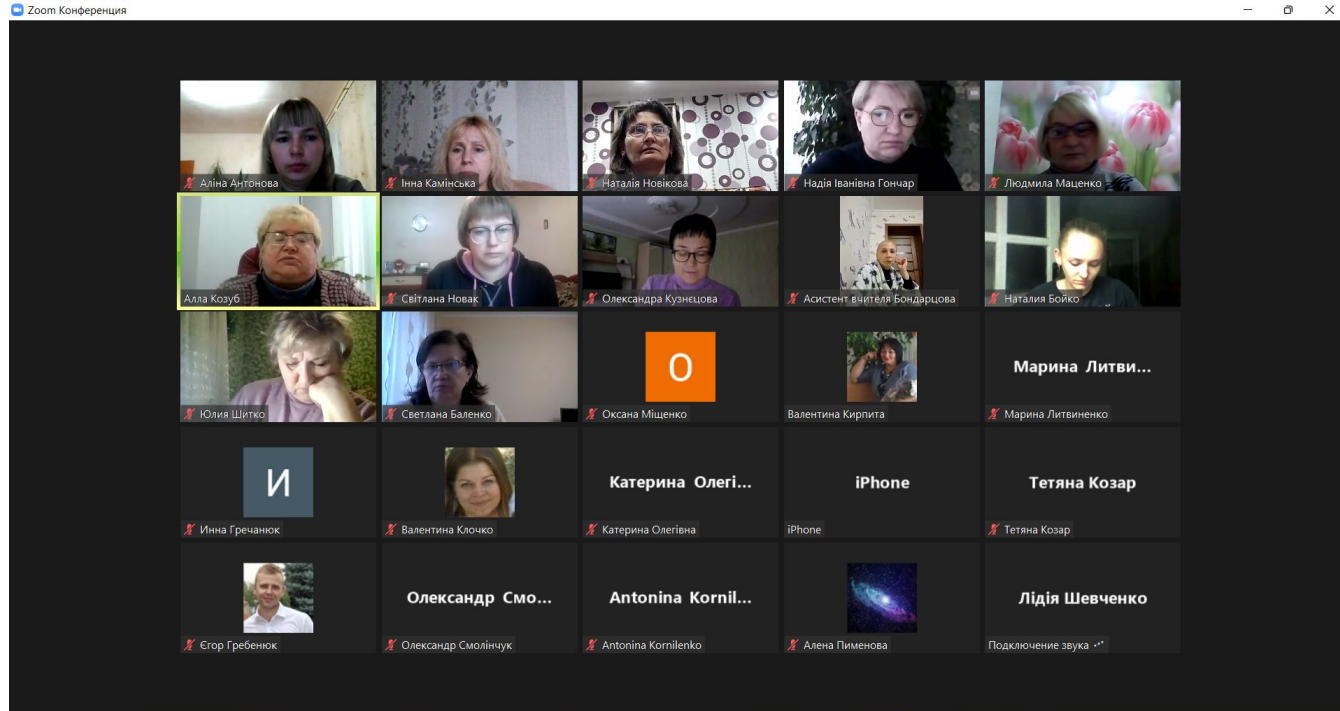 Zoom Конференция
Аліна Антонова
Інна Камінська
Наталія Новікова
Надія Іванівна Гончар
Людмила Маценко
Алла Козуб
Світлана Новак
Олександра Кузнєцова
Асистент вчителя Бондарцова
Наталия Бойко
Юлия Шитко
Светлана Баленко
О
Оксана Міщенко
Валентина Кирпита
Марина Литви...
Марина Литвиненко
И
Инна Гречанюк
Валентина Клочко
Катерина Олегі...
Катерина Олегівна
iPhone
iPhone
Тетяна Козар
Тетяна Козар
Єгор Гребенюк
Олександр Смо...
Олександр Смолінчук
Antonina Kornil...
Antonina Kornilenko
Алена Пименова
Лідія Шевченко
Подключение звука